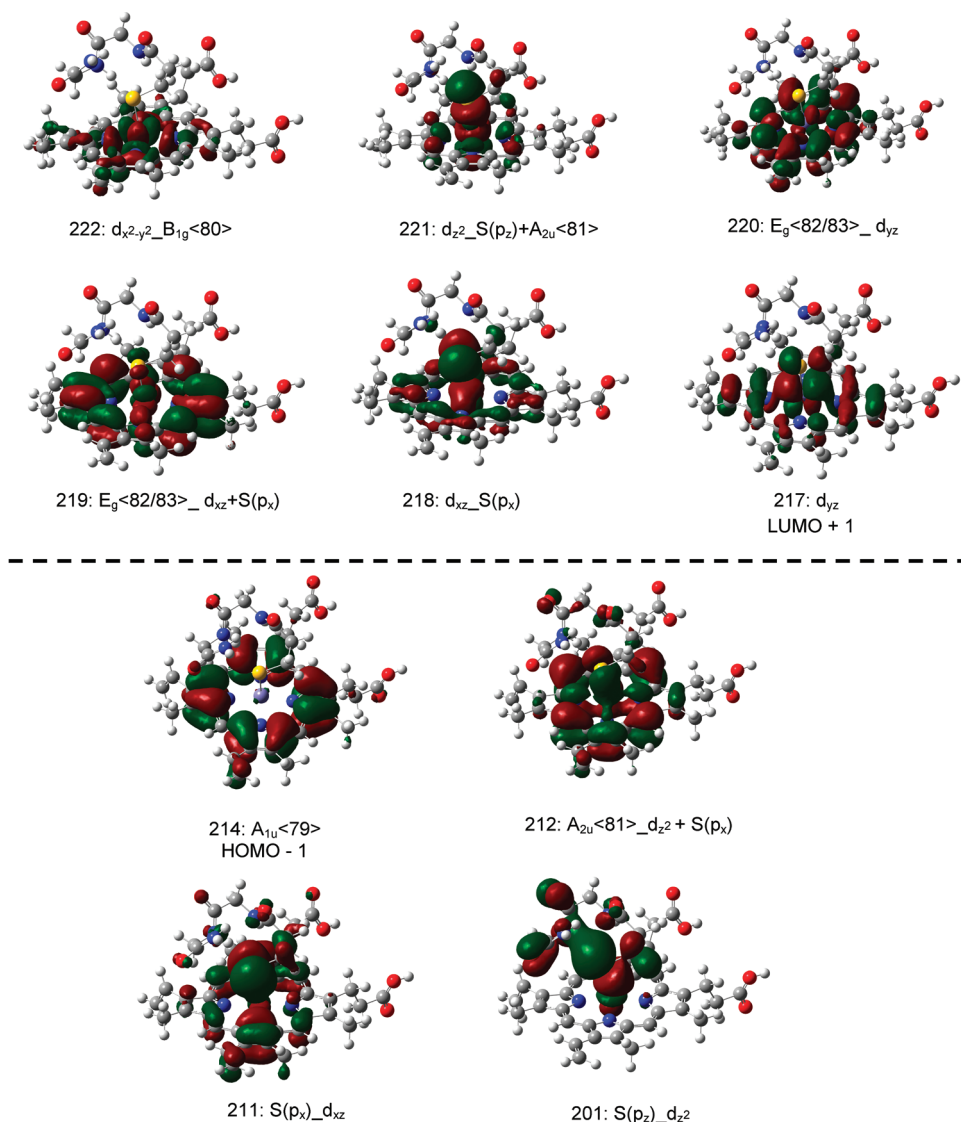 222: dx²-y²_B1g<80>
221: dz²_S(pz)+A2u<81>
220: Eg<82/83>_ dyz
219: Eg<82/83>_ dxz+S(px)
218: dxz_S(px)
217: dyz
LUMO + 1
214: A1u<79>
HOMO - 1
212: A2u<81>_dz² + S(px)
211: S(px)_dxz
201: S(pz)_dz²